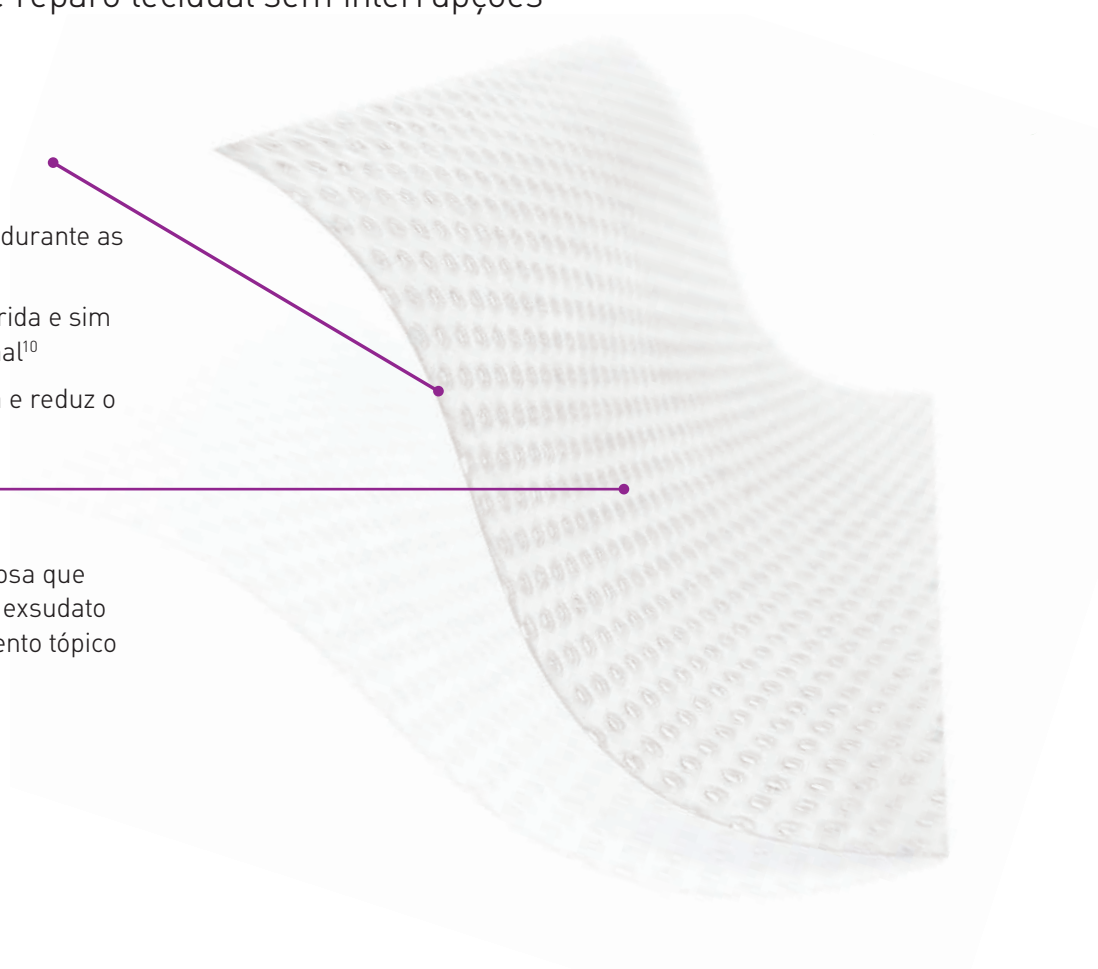 reparo tecidual sem interrupções
durante as
rida e sim
al10
e reduz o
osa que
exsudato
ento tópico